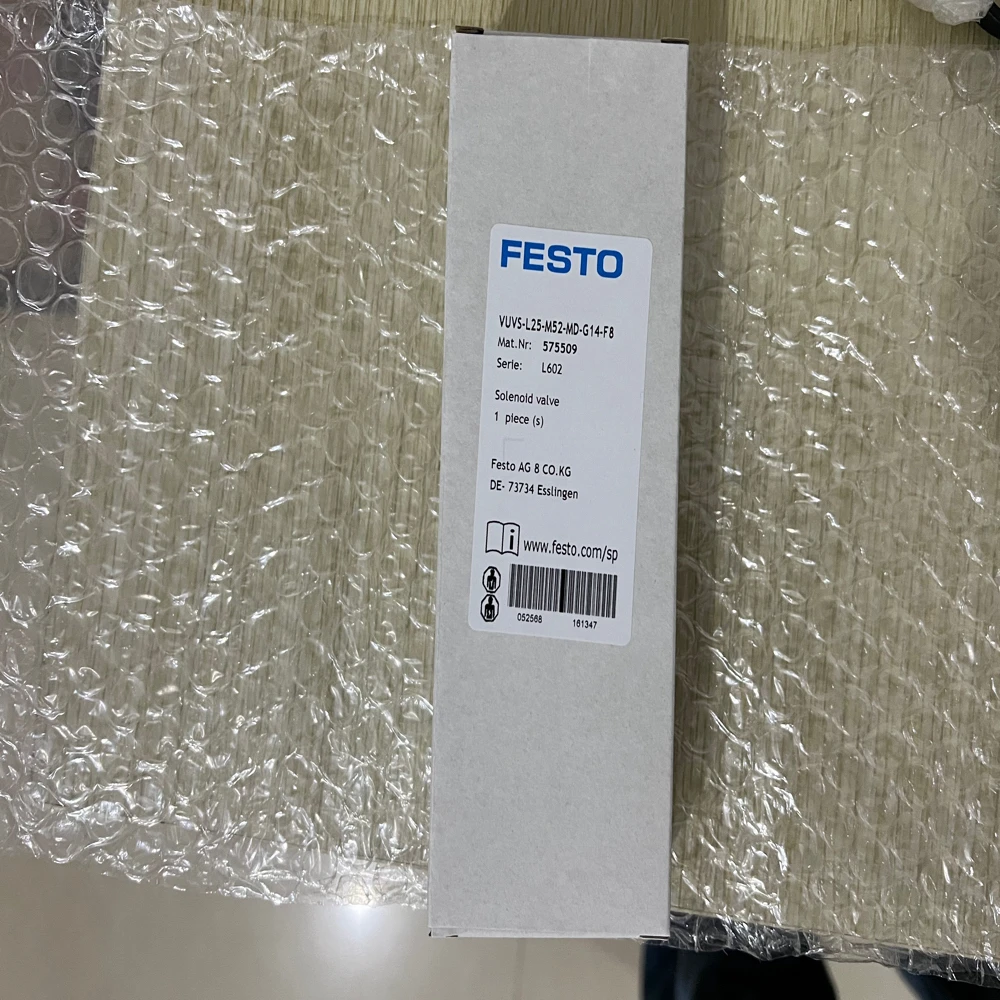 FESTO
VUVS-L25-M52-MD-G14-F8
Mat.Nr: 575509
Serie: L602
Solenoid valve
1 piece (s)
Festo AG 8 CO.KG
DE- 73734 Esslingen
i www.festo.com/sp
052568 161347